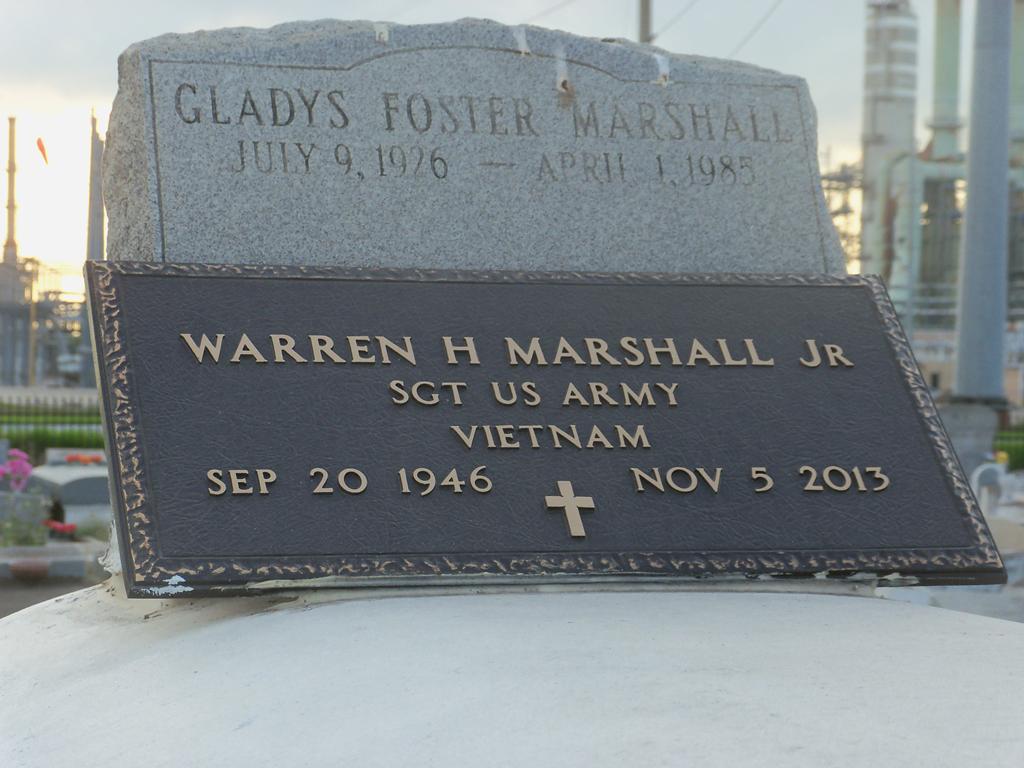 GLADYS FOSTER MARSHALL
JULY 9, 1926 — APRIL 1, 1985
WARREN H MARSHALL JR
SGT US ARMY
VIETNAM
SEP 20 1946 NOV 5 2013